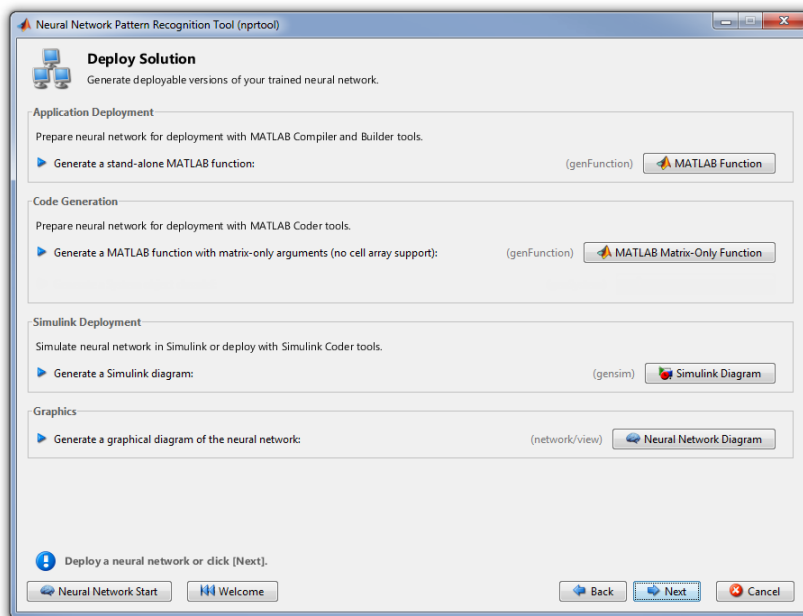 Neural Network Pattern Recognition Tool (nprtool)
Deploy Solution
Generate deployable versions of your trained neural network.
Application Deployment
Prepare neural network for deployment with MATLAB Compiler and Builder tools.
Generate a stand-alone MATLAB function: (genFunction) MATLAB Function
Code Generation
Prepare neural network for deployment with MATLAB Coder tools.
Generate a MATLAB function with matrix-only arguments (no cell array support): (genFunction) MATLAB Matrix-Only Function
Simulink Deployment
Simulate neural network in Simulink or deploy with Simulink Coder tools.
Generate a Simulink diagram: (gensim) Simulink Diagram
Graphics
Generate a graphical diagram of the neural network: (network/view) Neural Network Diagram
Deploy a neural network or click [Next].
Neural Network Start Welcome Back Next Cancel